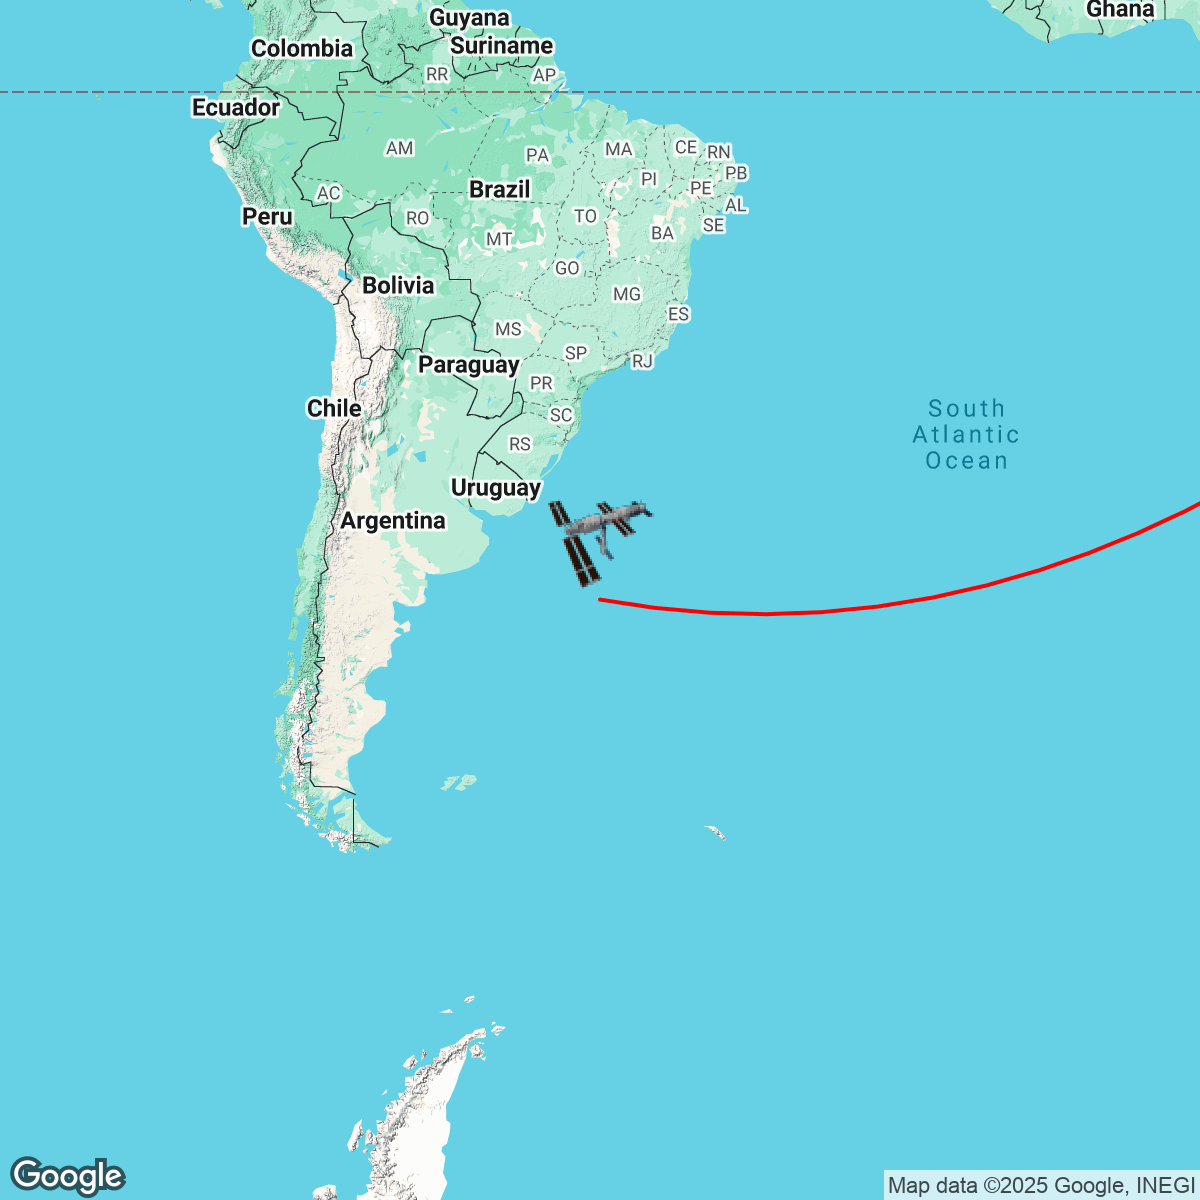 Guyana
Ghana
Suriname
Colombia
RR
AP
Ecuador
AM
PA
MA
CE
RN
PI
PB
PE
AC
Brazil
AL
Peru
RO
TO
SE
MT
BA
GO
Bolivia
MG
ES
MS
SP
RJ
Paraguay
PR
Chile
SC
South
Atlantic
Ocean
RS
Uruguay
Argentina
Google
Map data ©2025 Google, INEGI